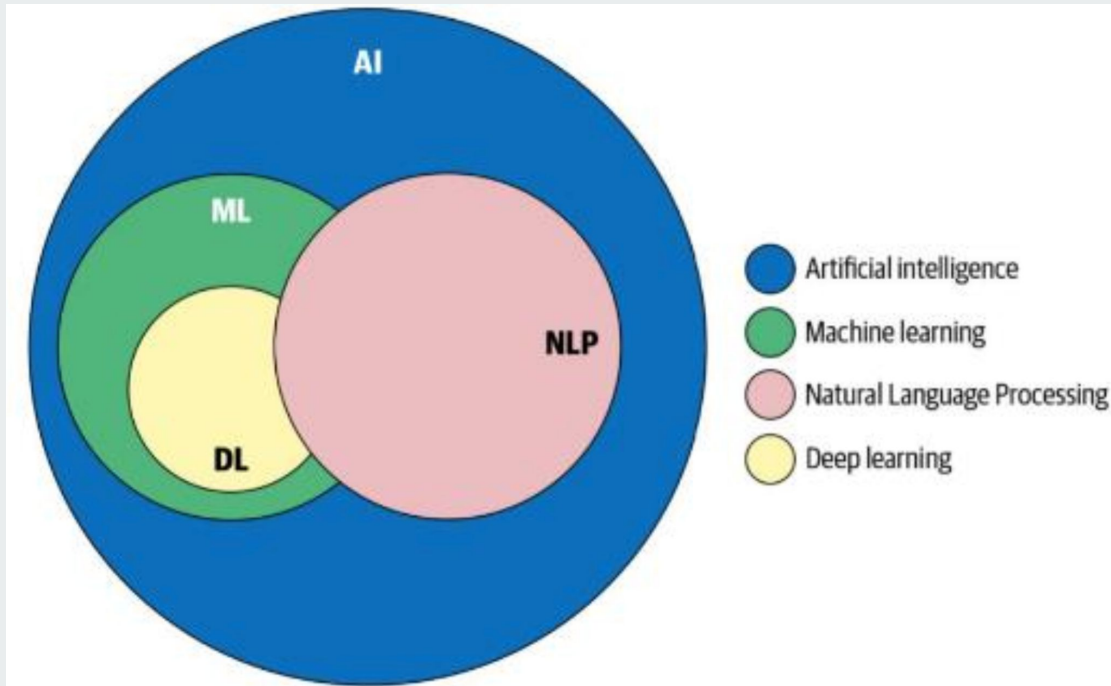 AI
ML
NLP
DL
Artificial intelligence
Machine learning
Natural Language Processing
Deep learning